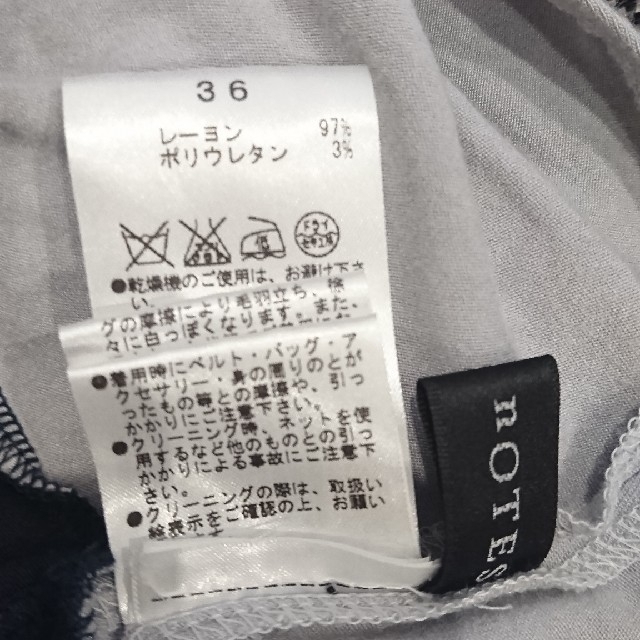 36
レーヨン 97%
ポリウレタン 3%
●乾燥機のご使用は、お避け下さ
い。
グの摩擦により毛羽立ち、徐
々に白っぽくなります。また、
●着用時にベルト・バッグ・ア
クセサリー・身の回りのとが
ったもの等との摩擦や、引っ
かかりにご注意下さい。
●クリーニング時、ネットを使
用するなど他のものとの引っ
かかりによる事故にご注意下
さい。
●クリーニングの際は、取扱い
絵表示をご確認の上、お願い
nOTES